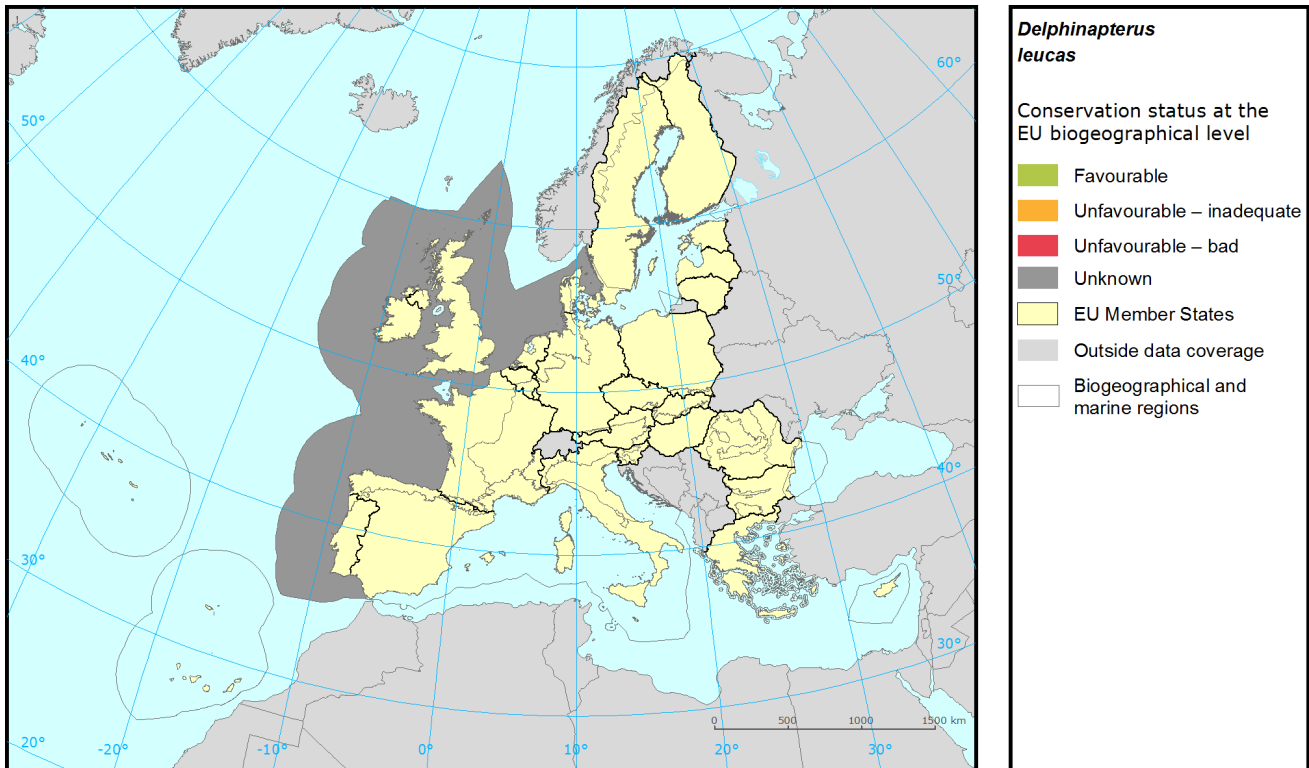 Delphinapterus
leucas
Conservation status at the
EU biogeographical level
Favourable
Unfavourable – inadequate
Unfavourable – bad
Unknown
EU Member States
Outside data coverage
Biogeographical and
marine regions
60°
50°
50°
40°
40°
30°
30°
0 500 1000 1500 km
20° -20° -10° 0° 10° 20° 30°